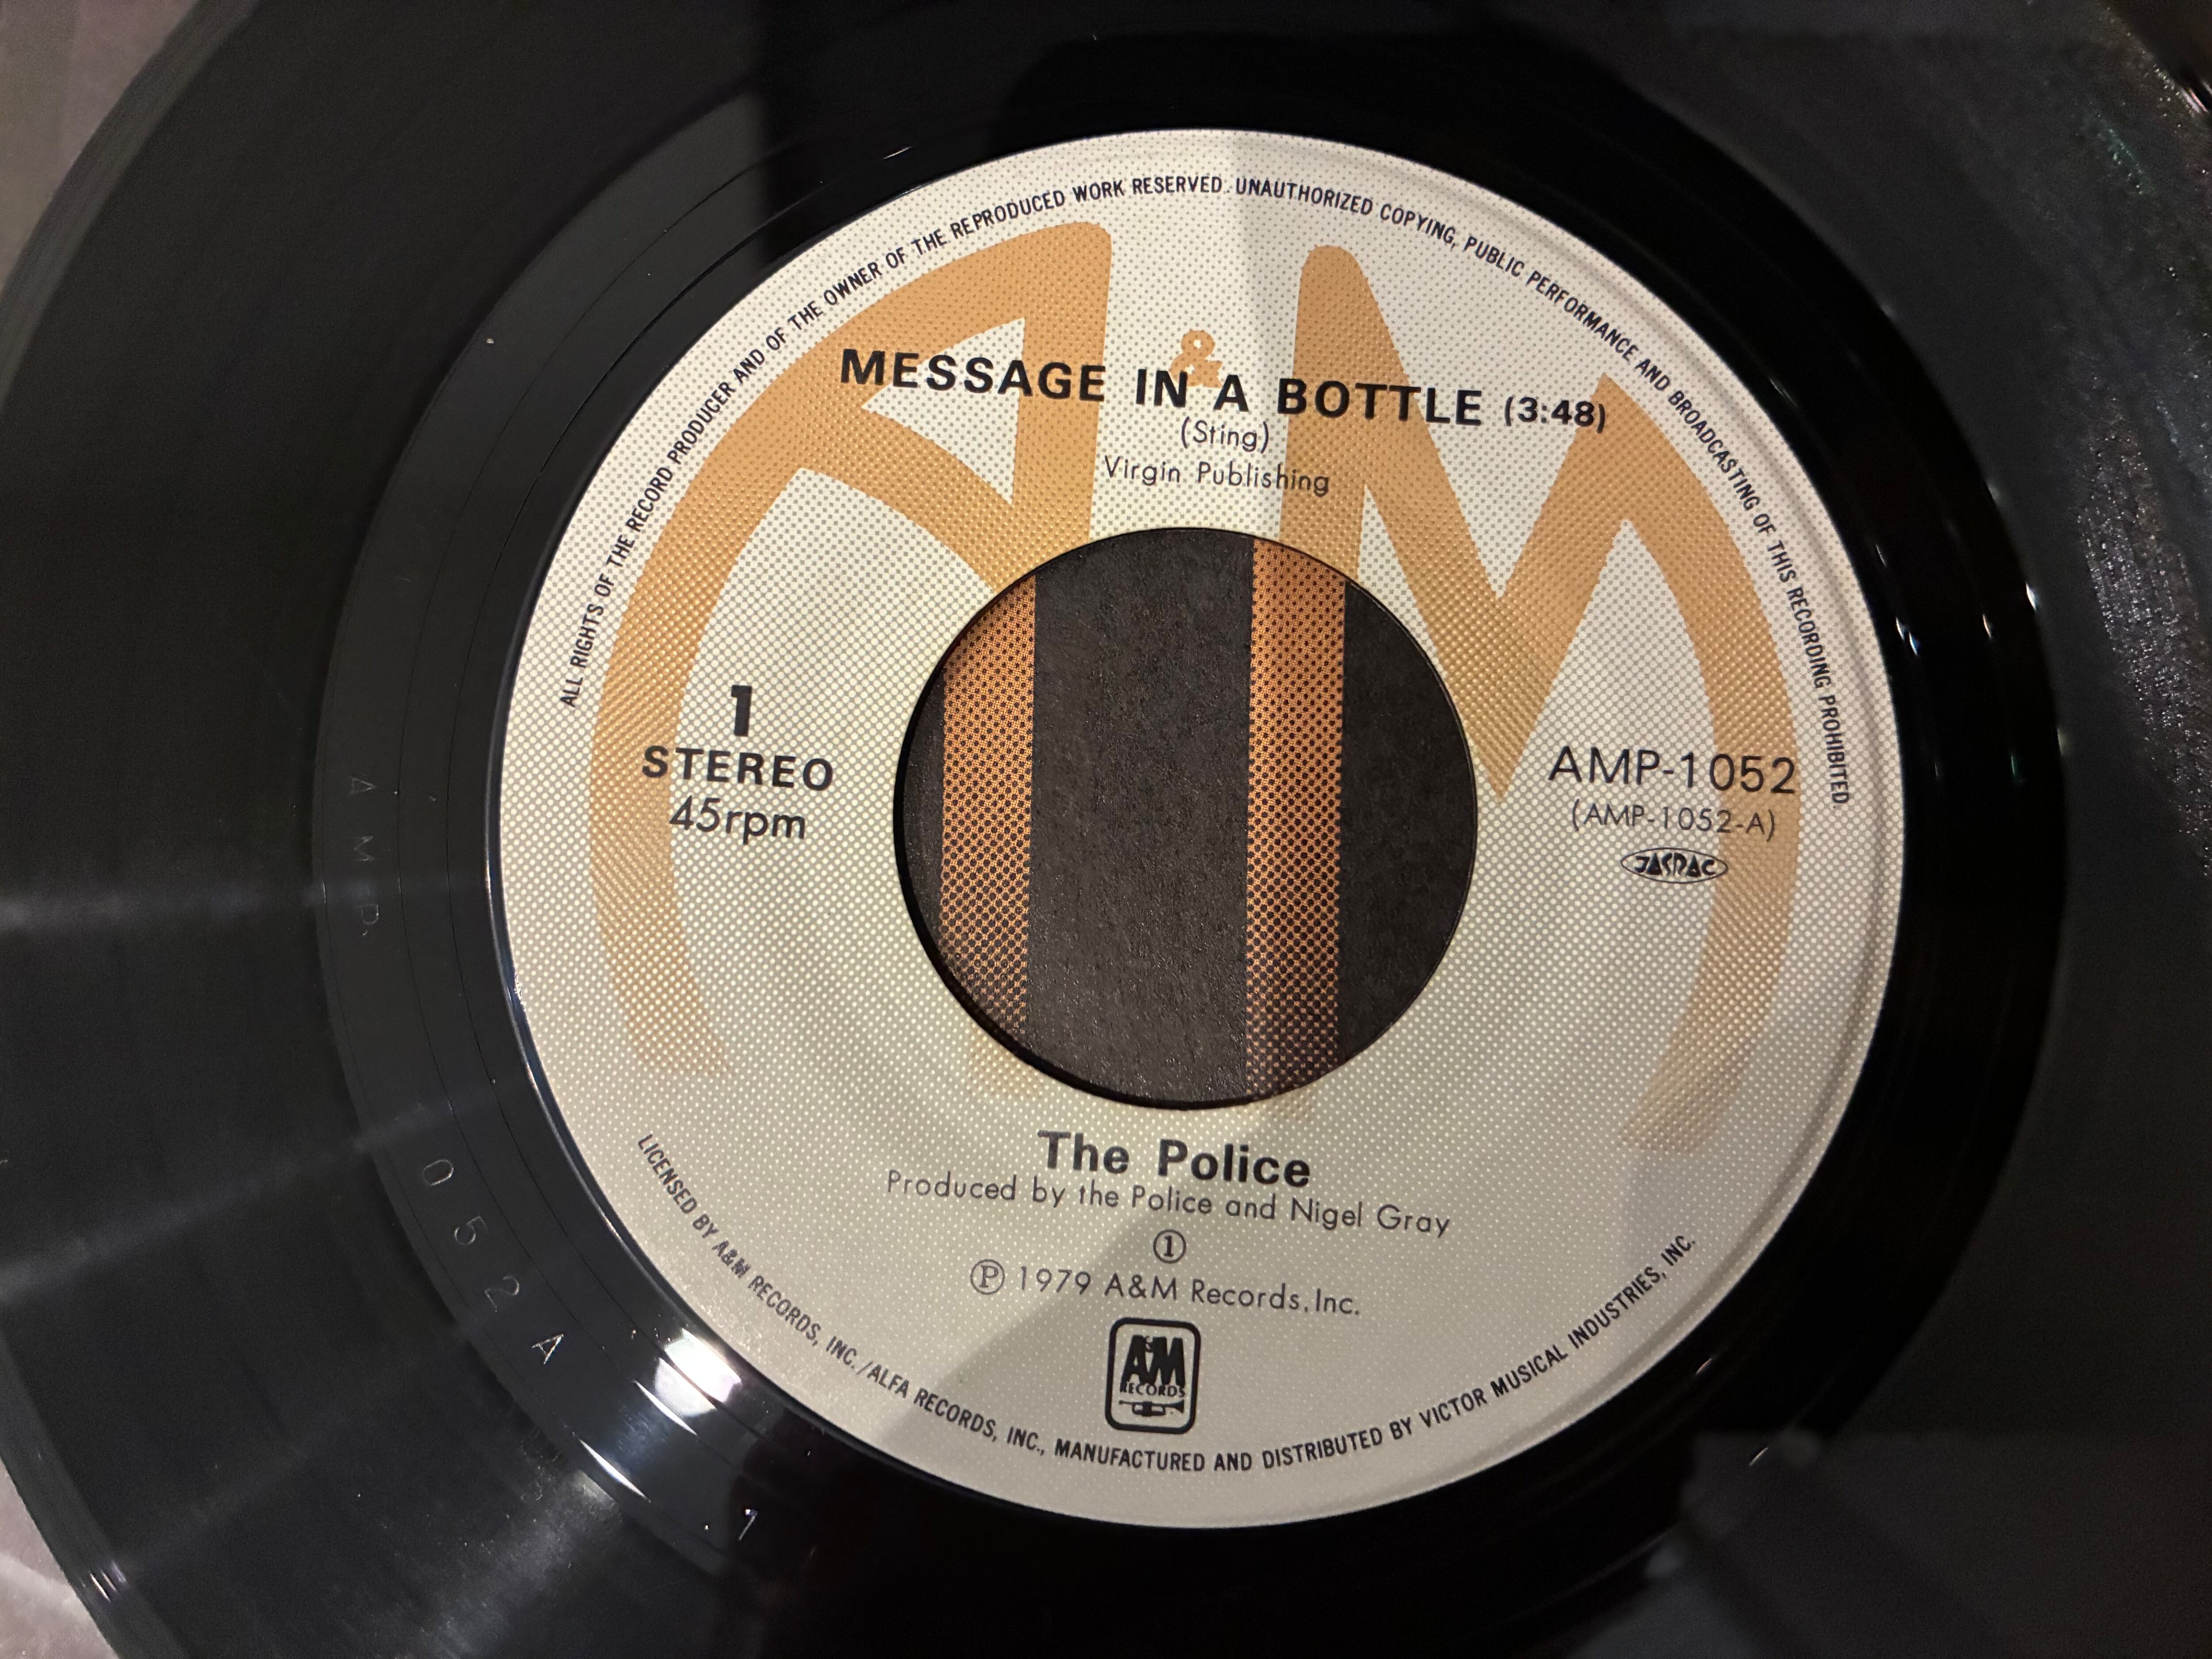 ALL RIGHTS OF THE RECORD PRODUCER AND OF THE OWNER OF THE REPRODUCED WORK RESERVED. UNAUTHORIZED COPYING, PUBLIC PERFORMANCE AND BROADCASTING OF THIS RECORDING PROHIBITED.
A & M
MESSAGE IN A BOTTLE (3:48)
(Sting)
Virgin Publishing
1
STEREO
45rpm
AMP-1052
(AMP-1052-A)
JASRAC
The Police
Produced by the Police and Nigel Gray
①
Ⓟ 1979 A&M Records, Inc.
A&M
RECORDS
LICENSED BY A&M RECORDS, INC./ALFA RECORDS, INC., MANUFACTURED AND DISTRIBUTED BY VICTOR MUSICAL INDUSTRIES, INC.
AMP
052A
1